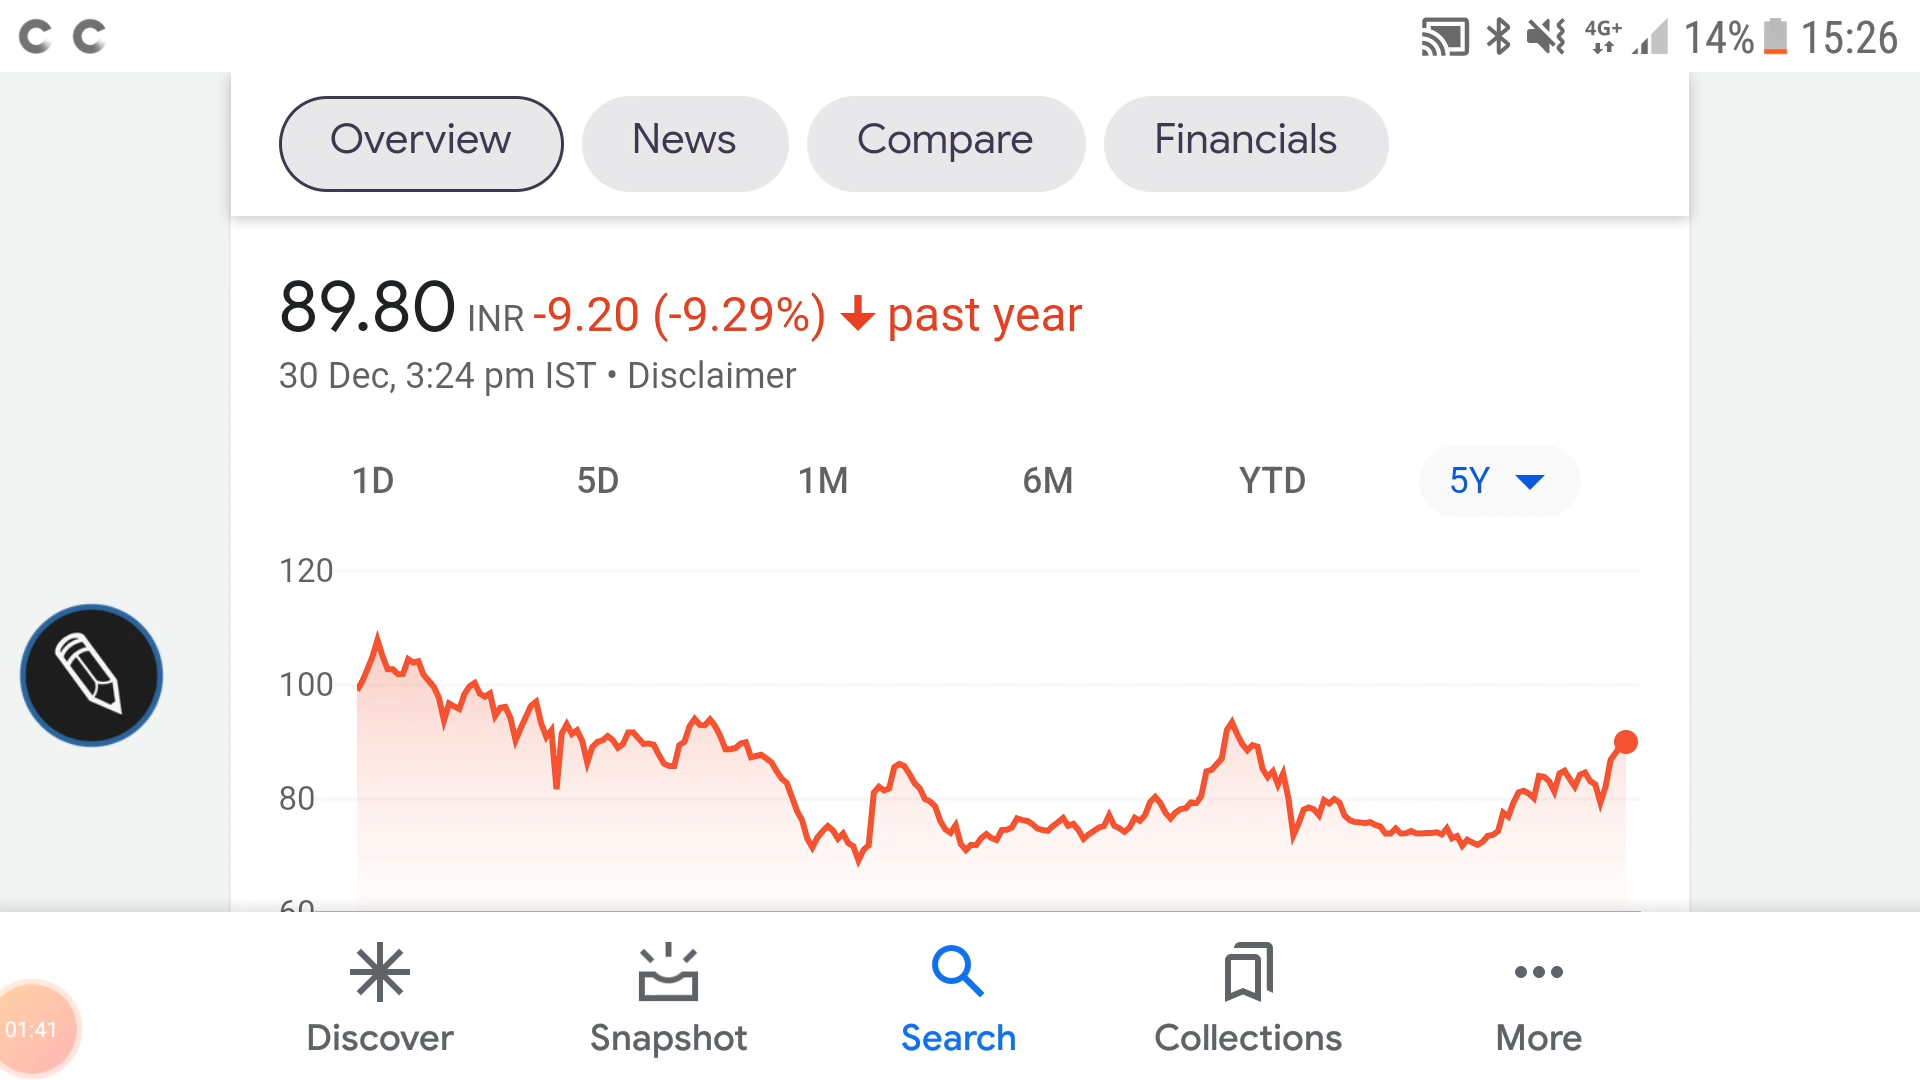 4G+ 14% 15:26
Overview News Compare Financials
89.80 INR -9.20 (-9.29%) past year
30 Dec, 3:24 pm IST • Disclaimer
1D 5D 1M 6M YTD 5Y
120
100
80
60
01:41
Discover Snapshot Search Collections More